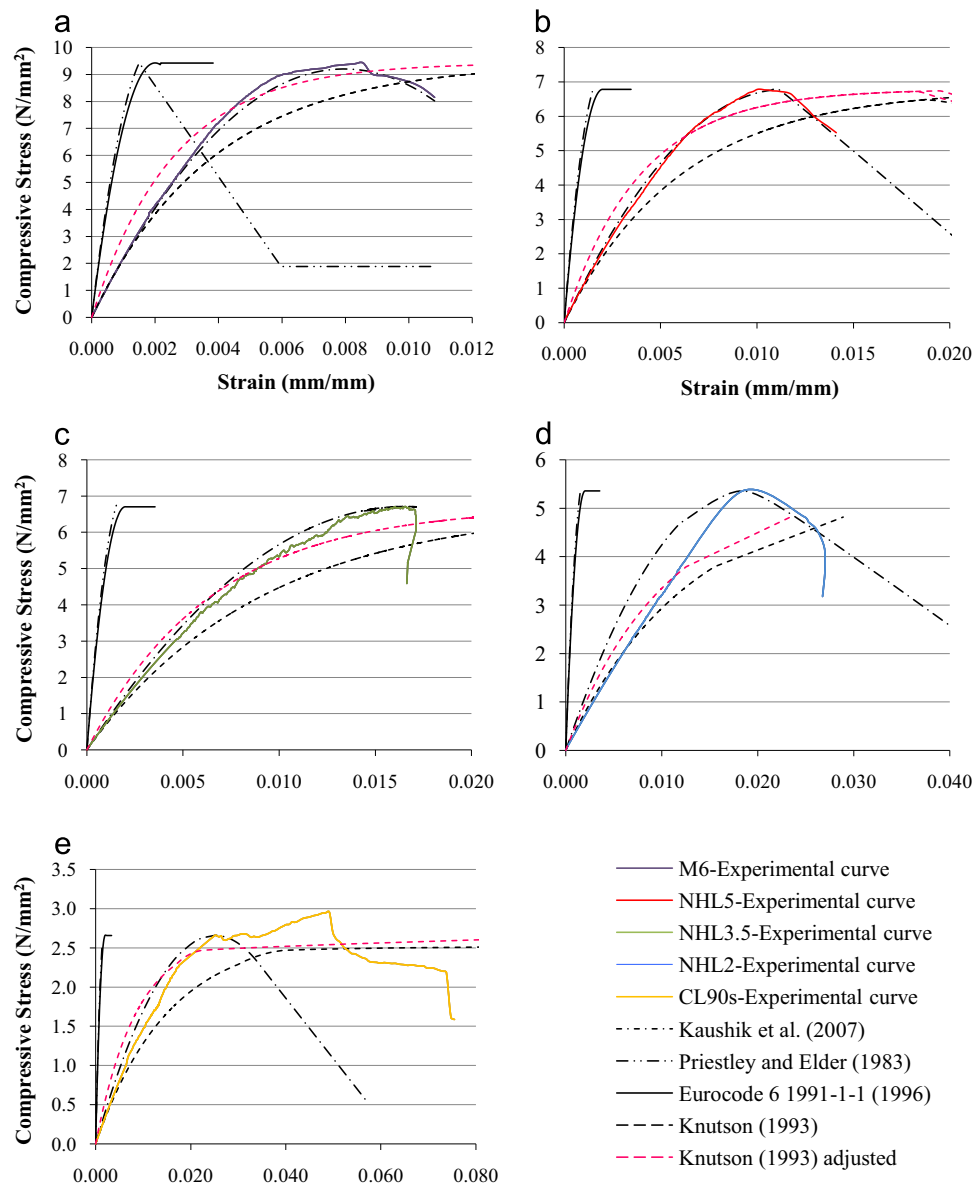 a
Compressive Stress (N/mm²)
10
9
8
7
6
5
4
3
2
1
0
0.000 0.002 0.004 0.006 0.008 0.010 0.012
Strain (mm/mm)
b
8
7
6
5
4
3
2
1
0
0.000 0.005 0.010 0.015 0.020
Strain (mm/mm)
c
Compressive Stress (N/mm²)
8
7
6
5
4
3
2
1
0
0.000 0.005 0.010 0.015 0.020
d
6
5
4
3
2
1
0
0.000 0.010 0.020 0.030 0.040
e
Compressive Stress (N/mm²)
3.5
3.0
2.5
2.0
1.5
1.0
0.5
0.0
0.000 0.020 0.040 0.060 0.080
M6-Experimental curve
NHL5-Experimental curve
NHL3.5-Experimental curve
NHL2-Experimental curve
CL90s-Experimental curve
Kaushik et al. (2007)
Priestley and Elder (1983)
Eurocode 6 1991-1-1 (1996)
Knutson (1993)
Knutson (1993) adjusted